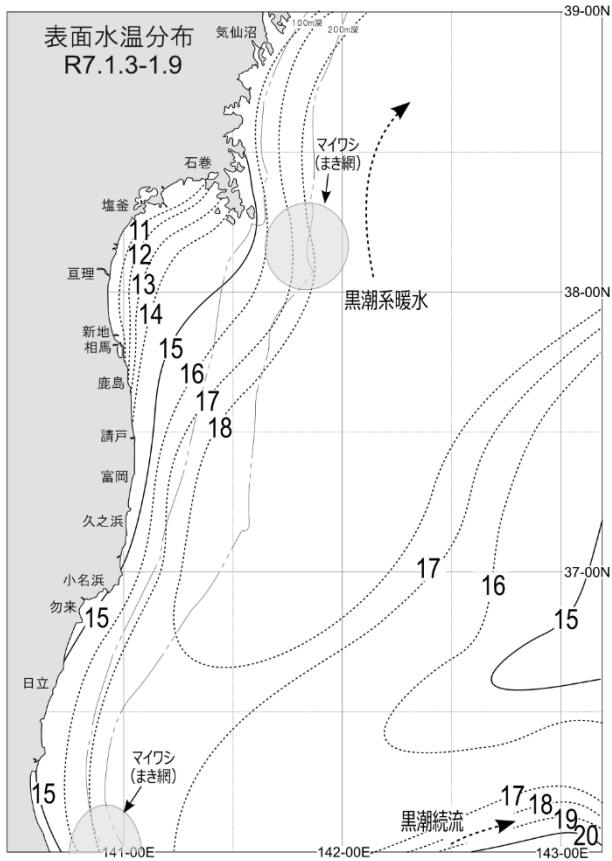 表面水温分布
R7.1.3-1.9
39-00N
気仙沼
100m深
200m深
マイワシ
(まき網)
石巻
塩釜
11
12
亘理
13
38-00N
黒潮系暖水
14
新地
相馬
15
鹿島
16
17
18
請戸
富岡
久之浜
37-00N
17
16
小名浜
勿来
15
15
日立
マイワシ
(まき網)
15
17
18
19
20
黒潮続流
141-00E
142-00E
143-00E